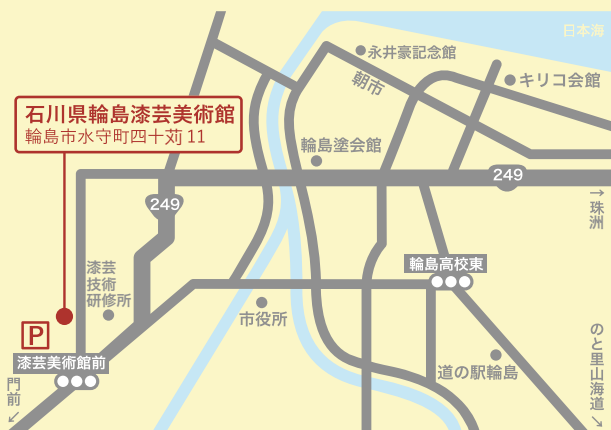 日本海
永井豪記念館
朝市
キリコ会館
石川県輪島漆芸美術館
輪島市水守町四十苅11
輪島塗会館
249
249
→珠洲
漆芸
技術
研修所
輪島高校東
市役所
P
漆芸美術館前
道の駅輪島
門前↙
のと里山海道↘